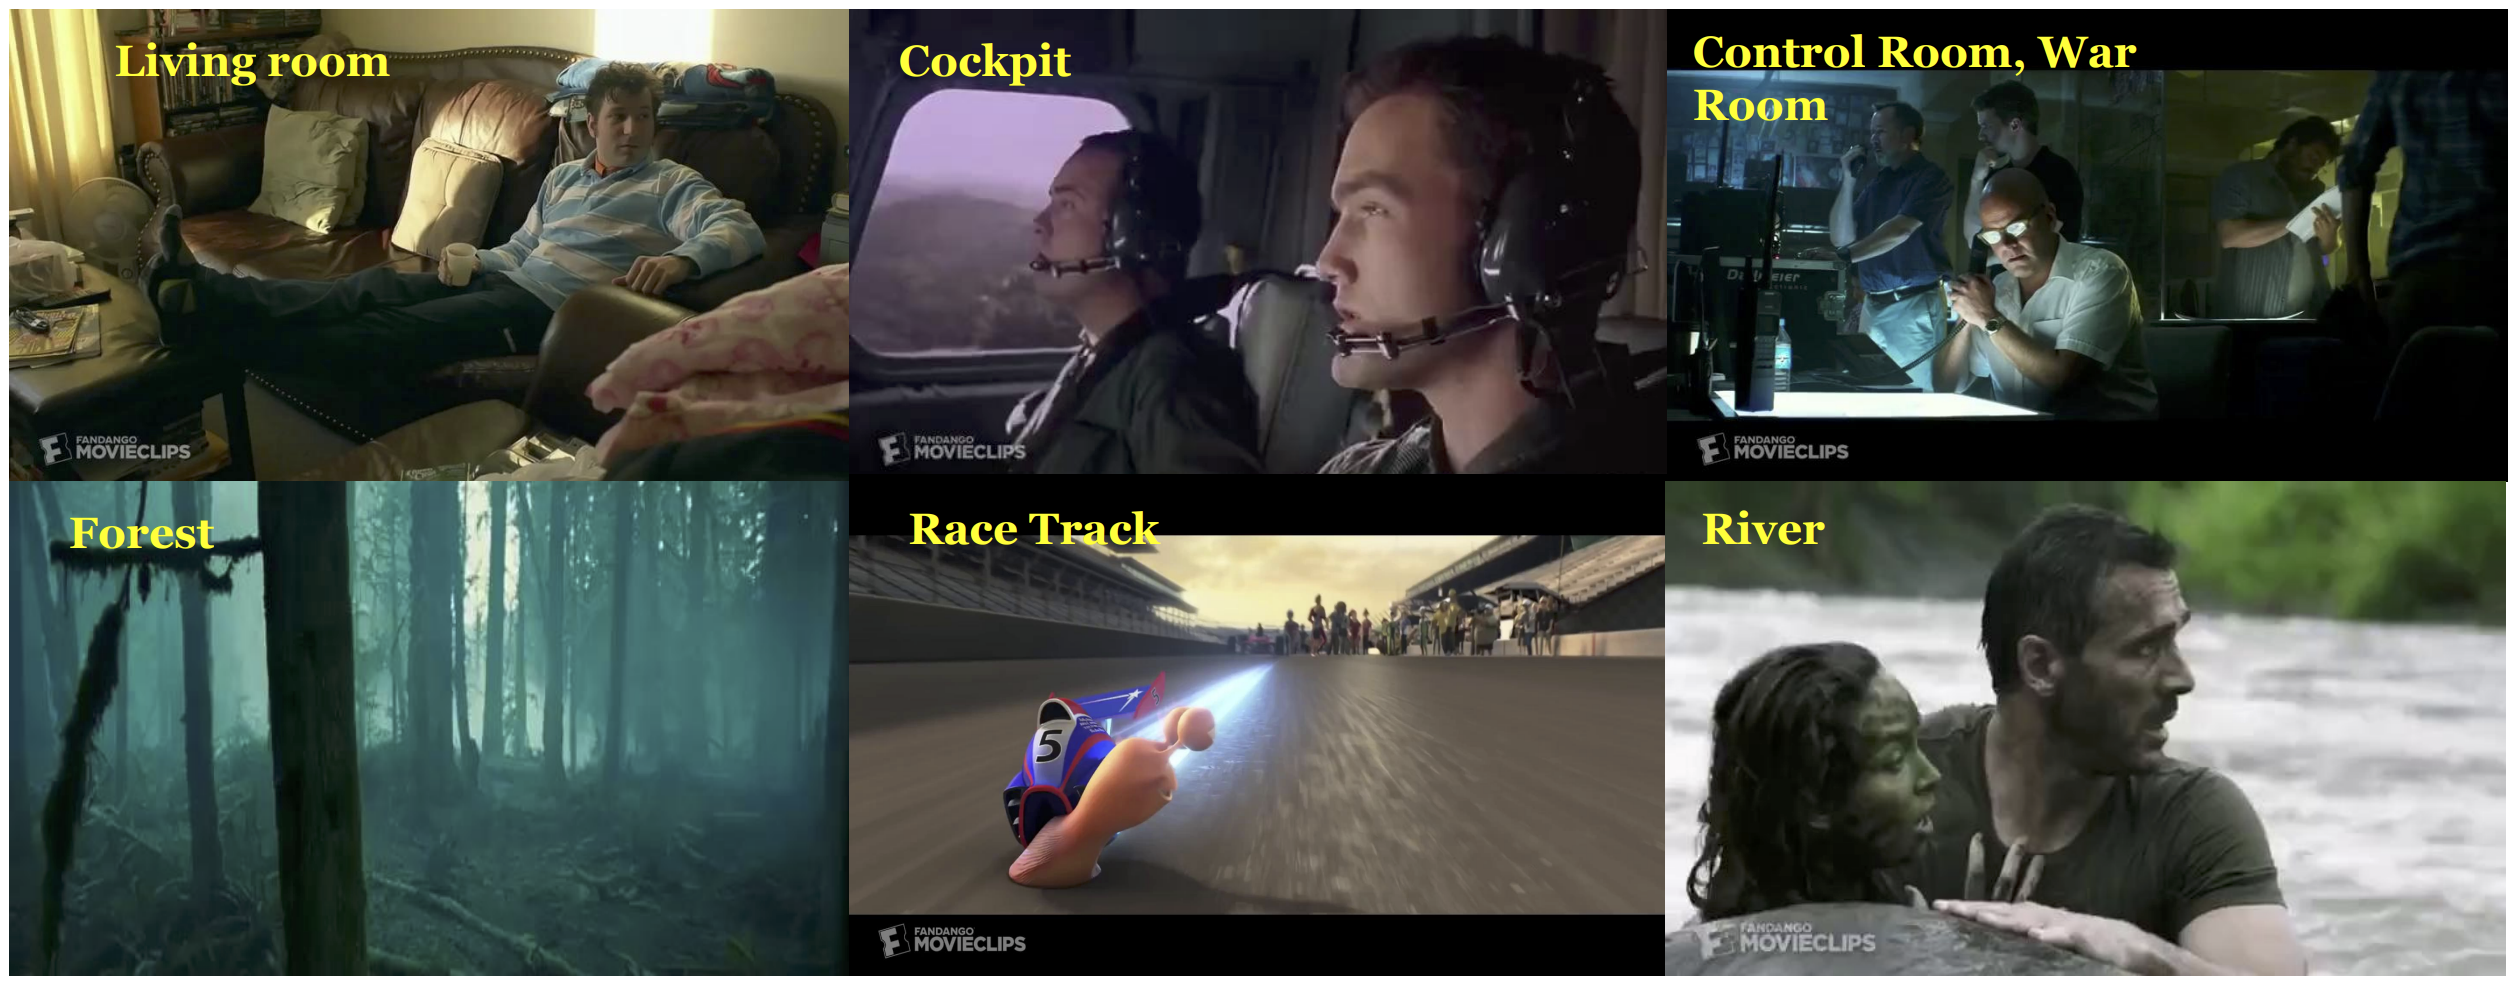 Living room
Cockpit
Control Room, War
Room
FANDANGO
MOVIECLIPS
FANDANGO
MOVIECLIPS
FANDANGO
MOVIECLIPS
Forest
Race Track
River
5
5
FANDANGO
MOVIECLIPS
FANDANGO
MOVIECLIPS